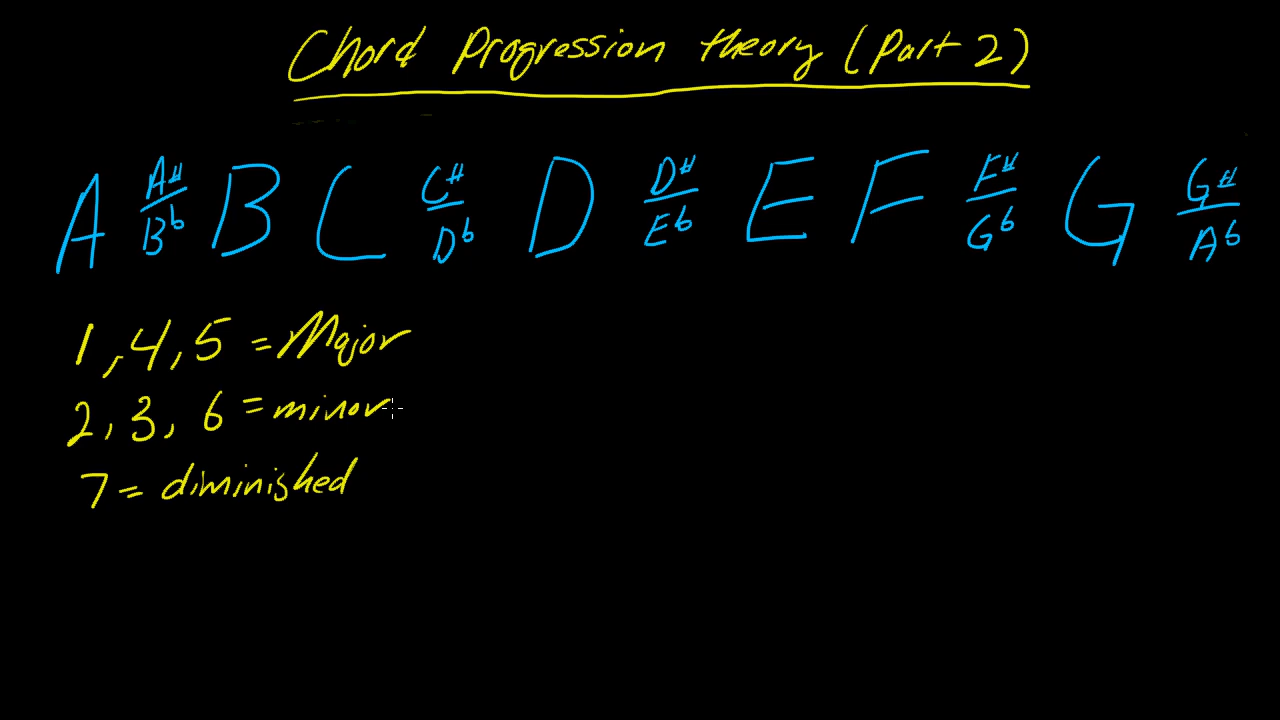 Chord Progression theory (Part 2)
A A#/Bb B C C#/Db D D#/Eb E F F#/Gb G G#/Ab
1, 4, 5 = Major
2, 3, 6 = minor
7 = diminished